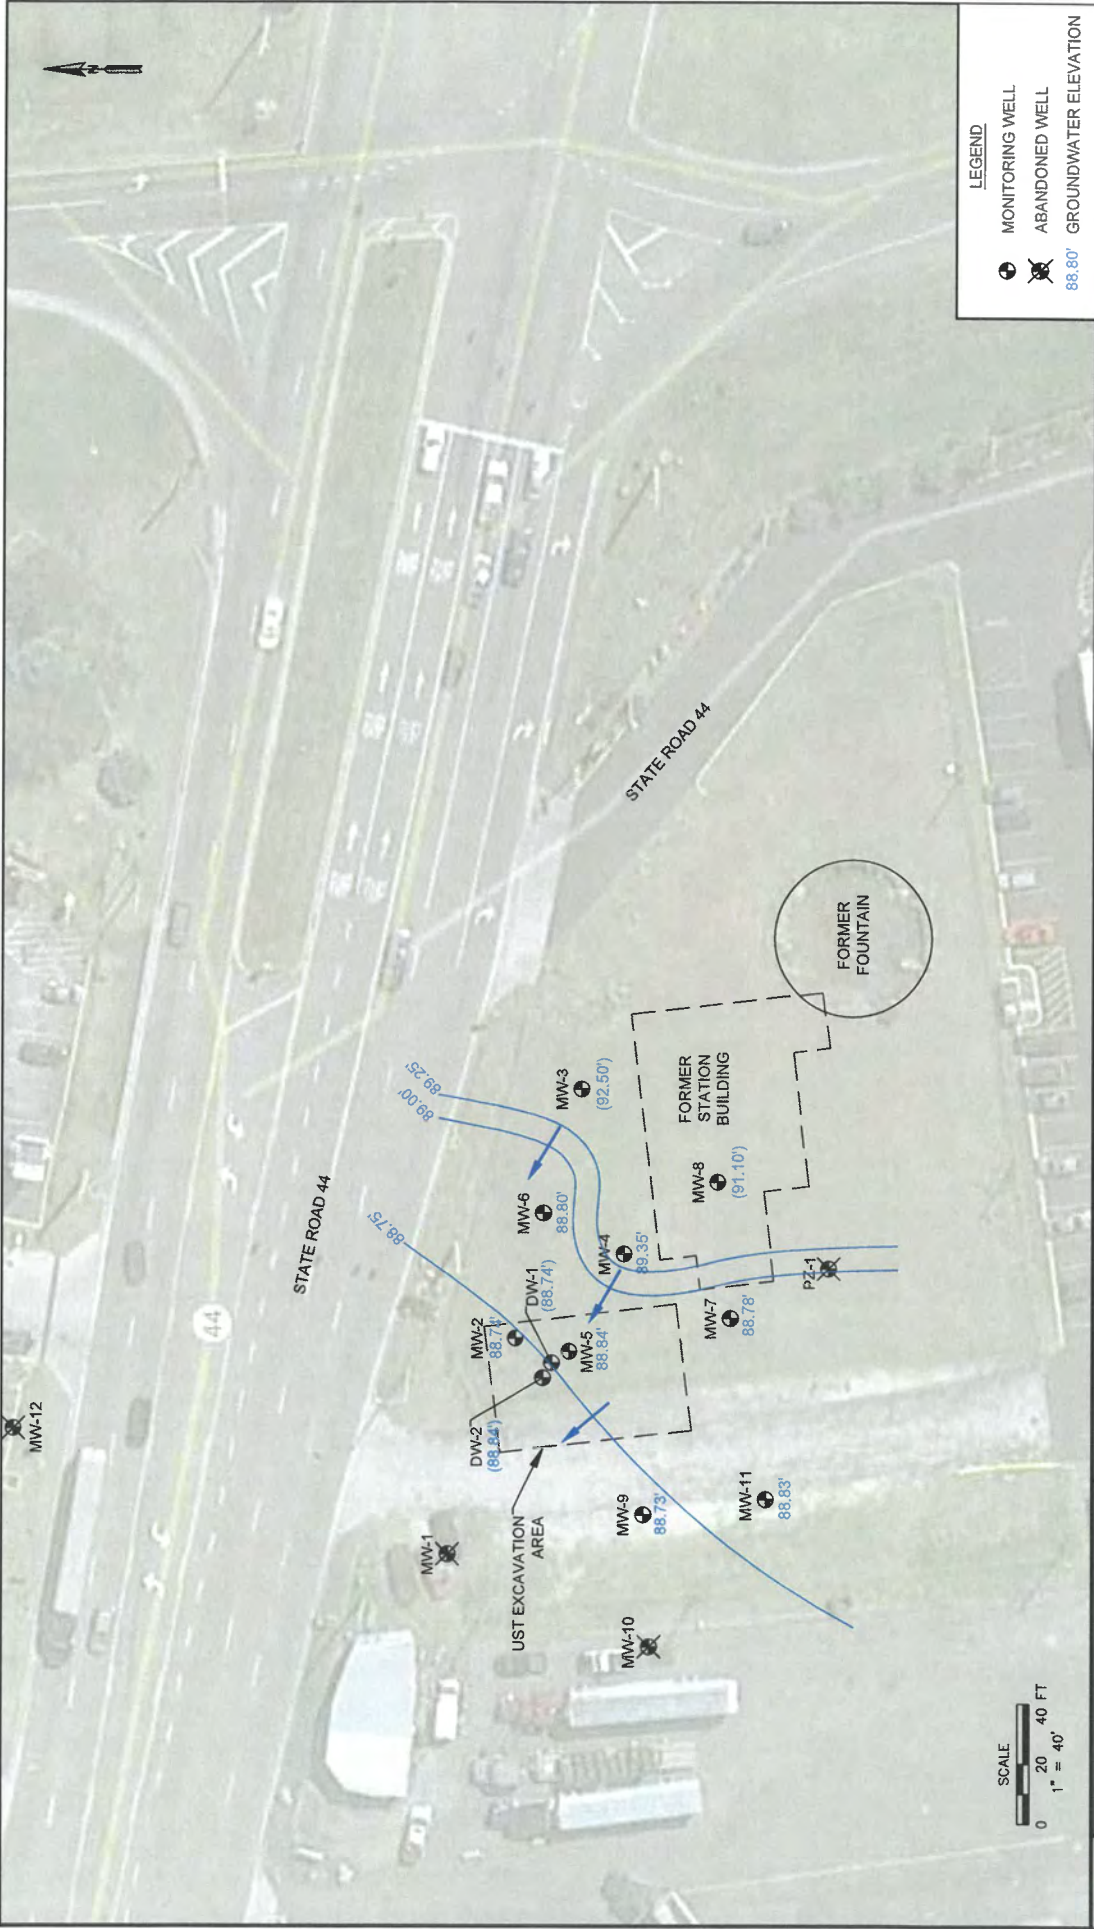 N
MW-12
44
STATE ROAD 44
STATE ROAD 44
88.75'
89.00'
89.25'
MW-1
UST EXCAVATION
AREA
DW-2
(88.84')
MW-2
88.74'
DW-1
(88.74')
MW-5
88.84'
MW-6
88.80'
MW-3
(92.50')
MW-4
89.35'
MW-10
MW-9
88.73'
MW-11
88.83'
MW-7
88.78'
MW-8
(91.10')
PZ-1
FORMER
STATION
BUILDING
FORMER
FOUNTAIN
SCALE
0 20 40 FT
1" = 40'
LEGEND
MONITORING WELL
ABANDONED WELL
88.80' GROUNDWATER ELEVATION